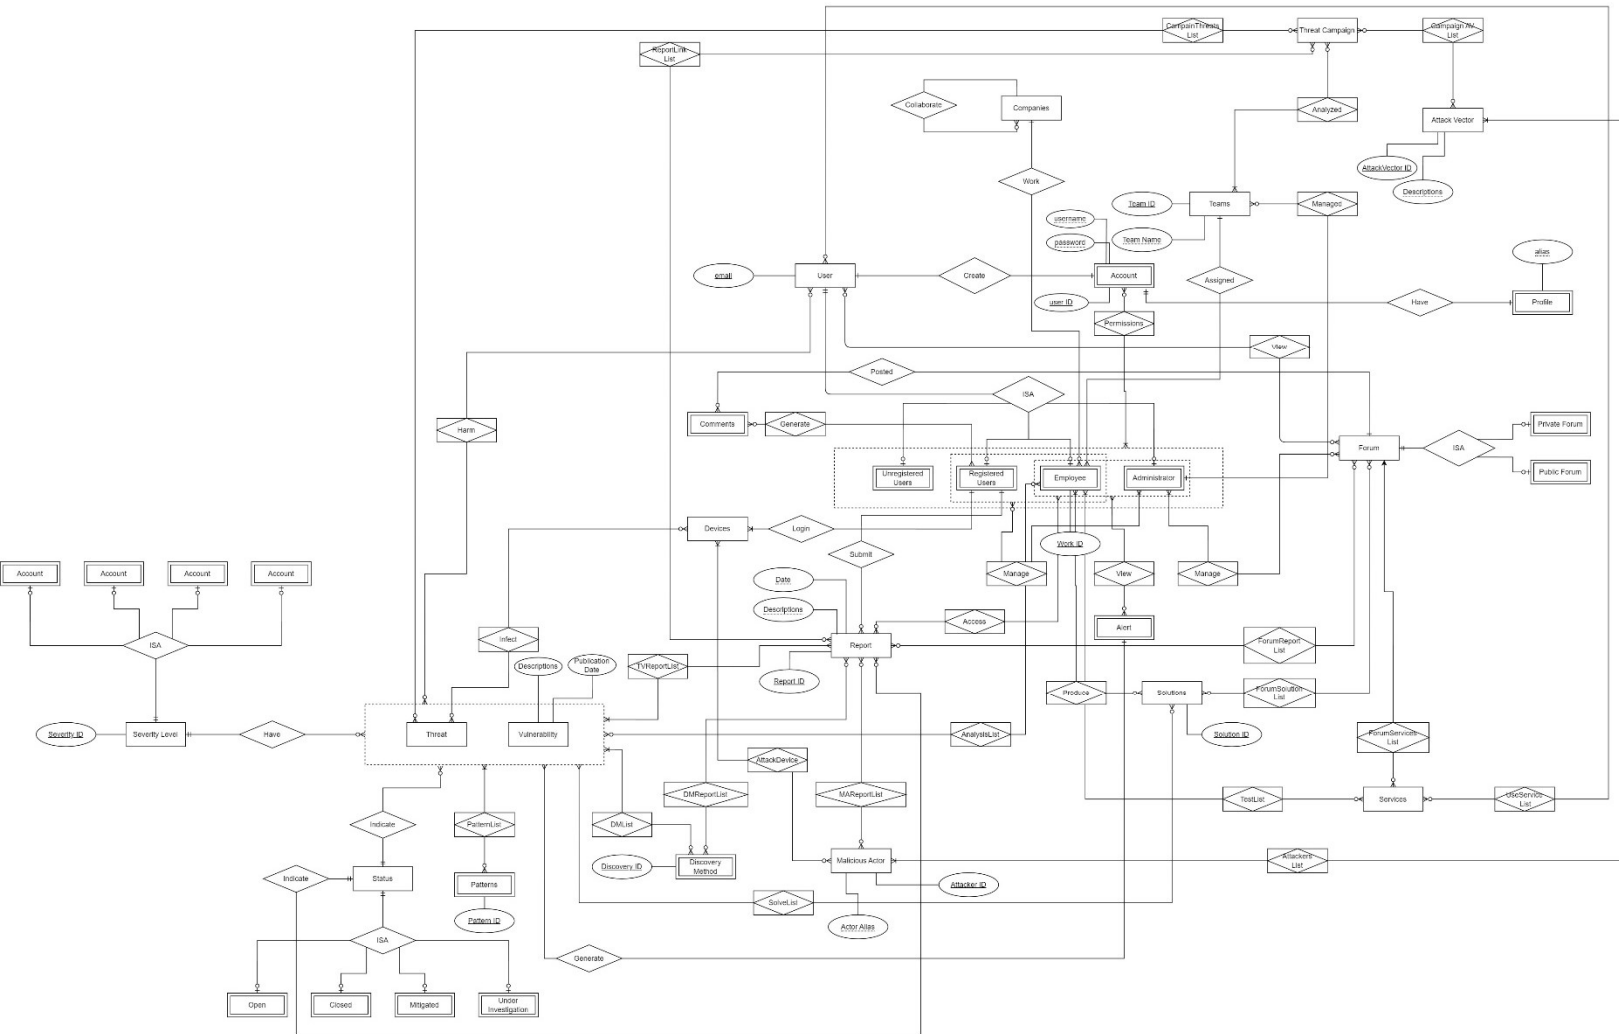 CampainThreats
List
Threat Campaign
Campaign AV
List
ReportLink
List
Collaborate
Companies
Analyzed
Attack Vector
AttackVector ID
Descriptions
Work
Team ID
Teams
Managed
username
password
Team Name
alias
email
User
Create
Account
Assigned
user ID
Have
Profile
Permissions
View
Posted
ISA
Comments
Generate
Harm
Private Forum
Forum
ISA
Public Forum
Unregistered
Users
Registered
Users
Employee
Administrator
Devices
Login
Work ID
Submit
Manage
View
Manage
Account
Account
Account
Account
Date
Descriptions
Access
Alert
ISA
Infect
Report
ForumReport
List
Descriptions
Publication
Date
TVReportList
Report ID
Produce
Solutions
ForumSolution
List
Severity ID
Severity Level
Have
Threat
Vulnerability
AnalysisList
Solution ID
ForumServices
List
AttackDevice
DMReportList
MAReportList
TestList
Services
UseService
List
Indicate
PatternList
DMList
Discovery ID
Discovery
Method
Malicious Actor
Attackers
List
Indicate
Status
Patterns
Attacker ID
SolveList
Pattern ID
Actor Alias
ISA
Generate
Open
Closed
Mitigated
Under
Investigation